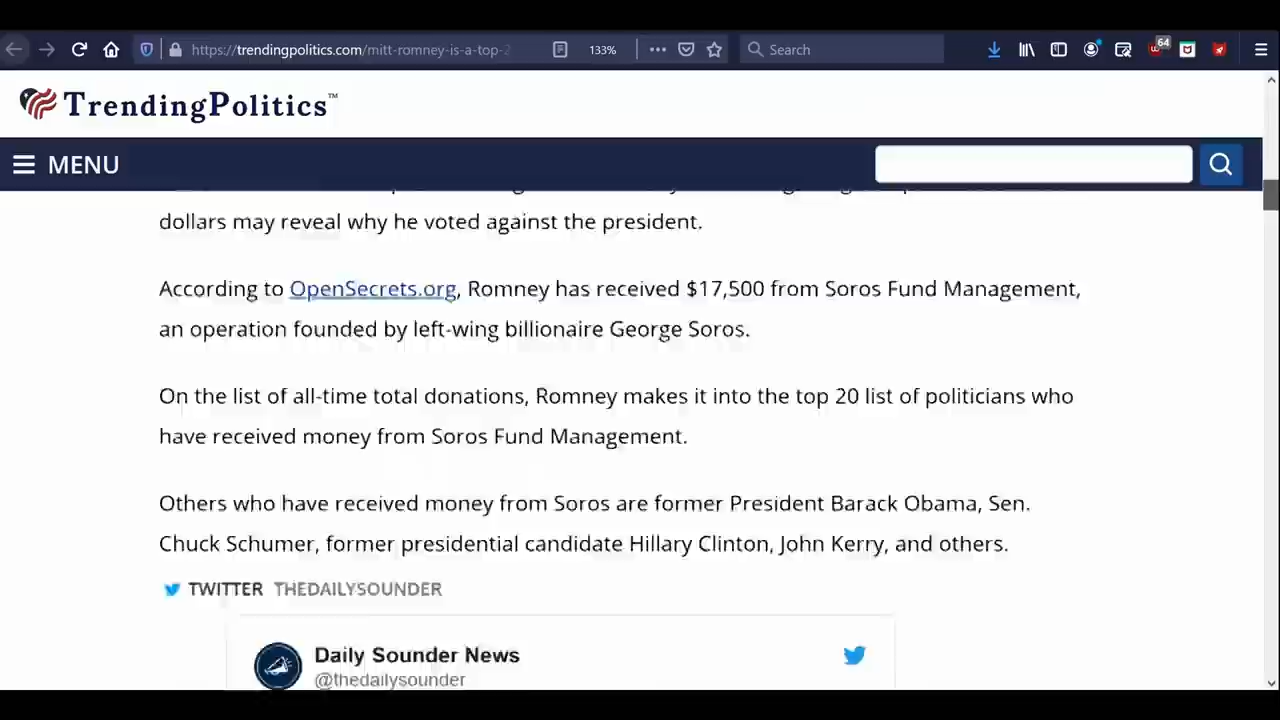 https://trendingpolitics.com/mitt-romney-is-a-top-2
133%
Search
64
TrendingPolitics™
MENU
dollars may reveal why he voted against the president.
According to OpenSecrets.org, Romney has received $17,500 from Soros Fund Management,
an operation founded by left-wing billionaire George Soros.
On the list of all-time total donations, Romney makes it into the top 20 list of politicians who
have received money from Soros Fund Management.
Others who have received money from Soros are former President Barack Obama, Sen.
Chuck Schumer, former presidential candidate Hillary Clinton, John Kerry, and others.
TWITTER THEDAILYSOUNDER
Daily Sounder News
@thedailysounder